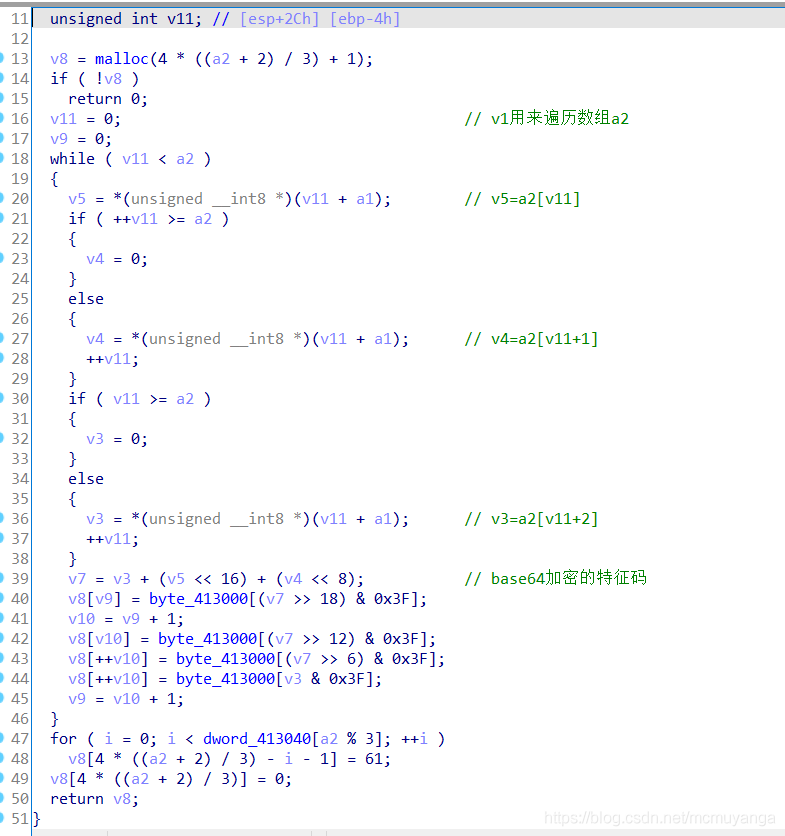 11 unsigned int v11; // [esp+2Ch] [ebp-4h]
12
13 v8 = malloc(4 * ((a2 + 2) / 3) + 1);
14 if ( !v8 )
15 return 0;
16 v11 = 0; // v1用来遍历数组a2
17 v9 = 0;
18 while ( v11 < a2 )
19 {
20 v5 = *(unsigned __int8 *)(v11 + a1); // v5=a2[v11]
21 if ( ++v11 >= a2 )
22 {
23 v4 = 0;
24 }
25 else
26 {
27 v4 = *(unsigned __int8 *)(v11 + a1); // v4=a2[v11+1]
28 ++v11;
29 }
30 if ( v11 >= a2 )
31 {
32 v3 = 0;
33 }
34 else
35 {
36 v3 = *(unsigned __int8 *)(v11 + a1); // v3=a2[v11+2]
37 ++v11;
38 }
39 v7 = v3 + (v5 << 16) + (v4 << 8); // base64加密的特征码
40 v8[v9] = byte_413000[(v7 >> 18) & 0x3F];
41 v10 = v9 + 1;
42 v8[v10] = byte_413000[(v7 >> 12) & 0x3F];
43 v8[++v10] = byte_413000[(v7 >> 6) & 0x3F];
44 v8[++v10] = byte_413000[v3 & 0x3F];
45 v9 = v10 + 1;
46 }
47 for ( i = 0; i < dword_413040[a2 % 3]; ++i )
48 v8[4 * ((a2 + 2) / 3) - i - 1] = 61;
49 v8[4 * ((a2 + 2) / 3)] = 0;
50 return v8;
51 }
https://blog.csdn.net/mcmuyanga